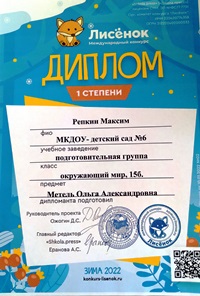 Лисёнок
Международный конкурс
ДИПЛОМ
1 СТЕПЕНИ
Репкин Максим
фио
МКДОУ- детский сад №6
учебное заведение
подготовительная группа
класс
окружающий мир, 156.
предмет
Метель Ольга Александровна
дипломанта подготовил
Руководитель проекта
Ожогин Д.С.
Главный редактор
«Shkola.press»
Еранова А.С.
ЗИМА 2022
konkurs-lisenok.ru